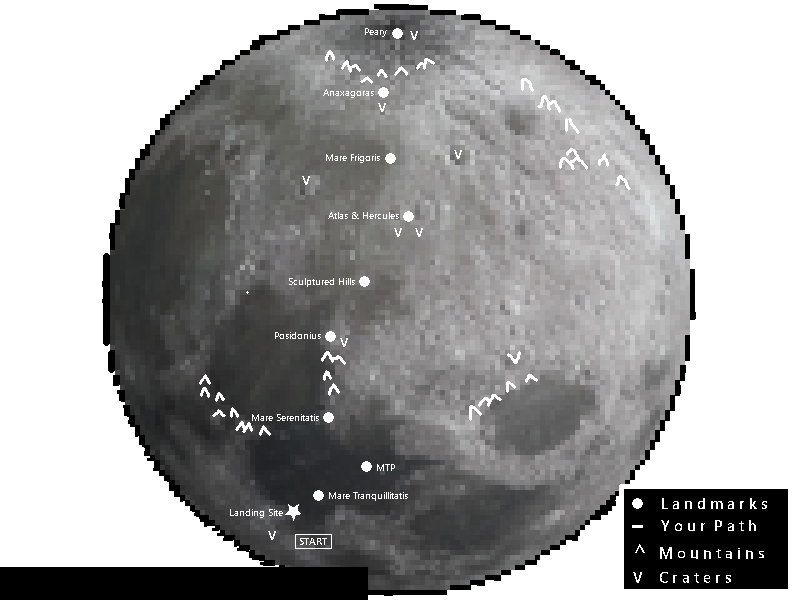 Peary
Anaxagoras
Mare Frigoris
Atlas & Hercules
Sculptured Hills
Posidonius
Mare Serenitatis
MTP
Mare Tranquillitatis
Landing Site
START
Landmarks
Your Path
Mountains
Craters